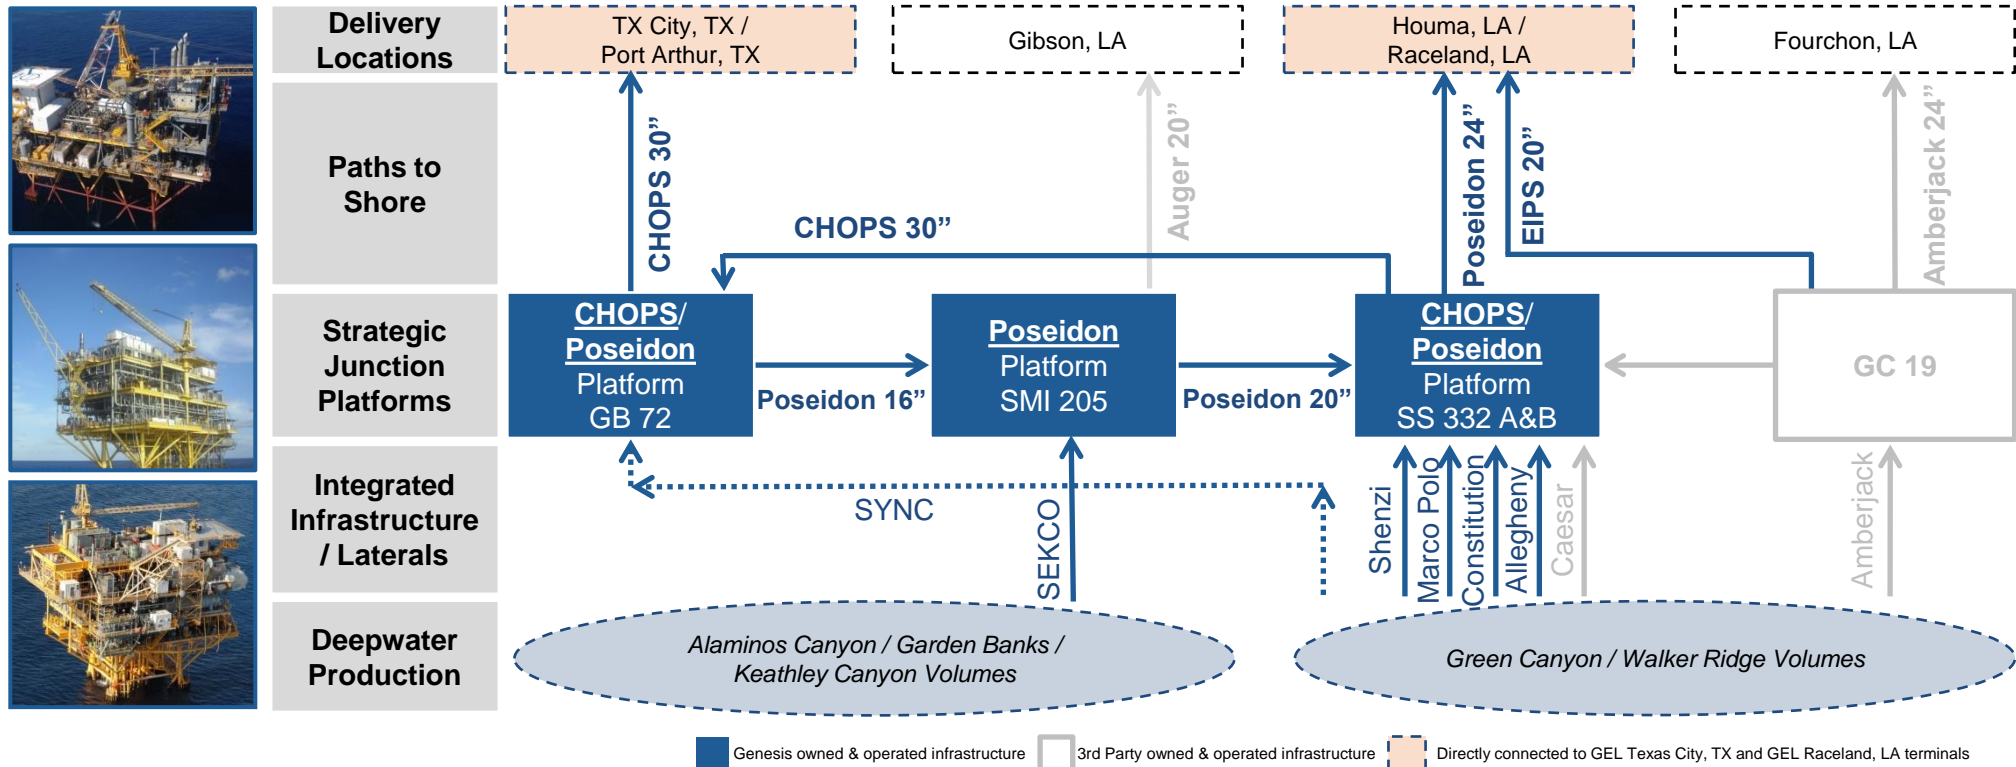 Delivery
Locations
TX City, TX /
Port Arthur, TX
Gibson, LA
Houma, LA /
Raceland, LA
Fourchon, LA
Paths to
Shore
CHOPS 30”
Auger 20”
Poseidon 24”
EIPS 20”
Amberjack 24”
CHOPS 30”
Strategic
Junction
Platforms
CHOPS/
Poseidon
Platform
GB 72
Poseidon 16”
Poseidon
Platform
SMI 205
Poseidon 20”
CHOPS/
Poseidon
Platform
SS 332 A&B
GC 19
Integrated
Infrastructure
/ Laterals
SYNC
SEKCO
Shenzi
Marco Polo
Constitution
Allegheny
Caesar
Amberjack
Deepwater
Production
Alaminos Canyon / Garden Banks /
Keathley Canyon Volumes
Green Canyon / Walker Ridge Volumes
Genesis owned & operated infrastructure
3rd Party owned & operated infrastructure
Directly connected to GEL Texas City, TX and GEL Raceland, LA terminals